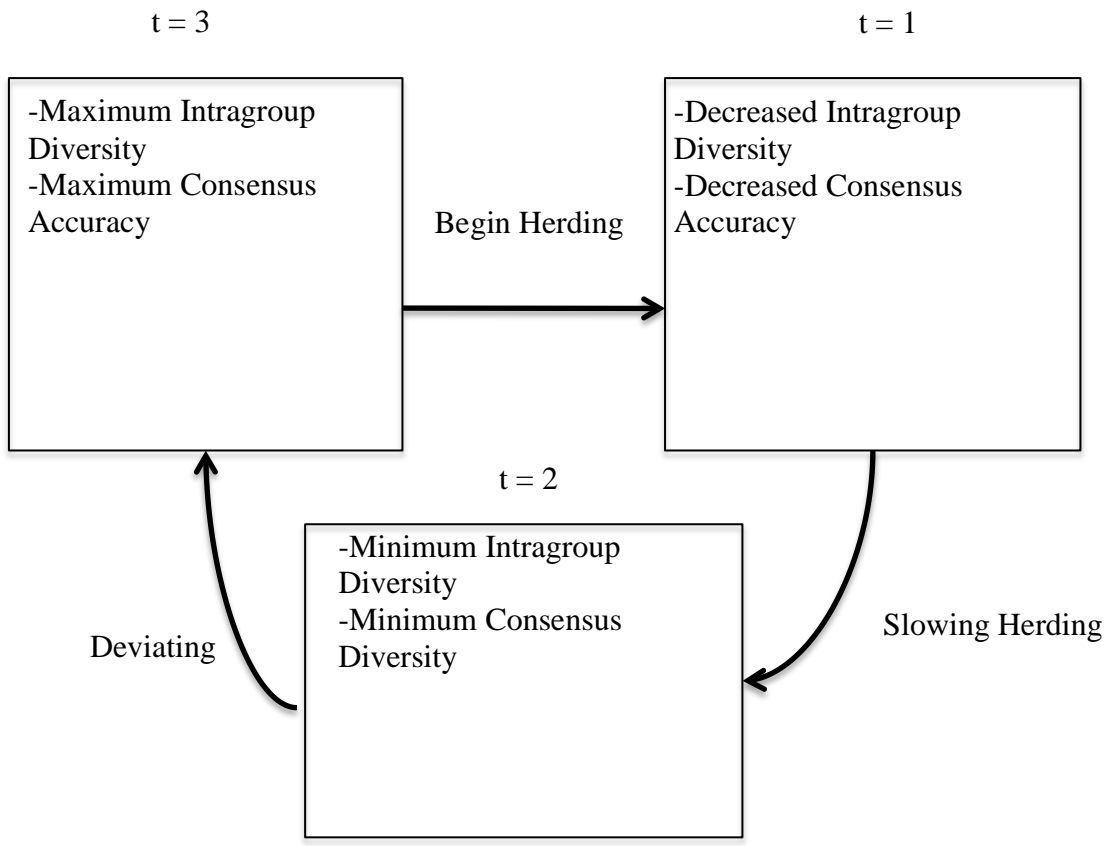 t = 3
t = 1
-Maximum Intragroup
Diversity
-Maximum Consensus
Accuracy
Begin Herding
-Decreased Intragroup
Diversity
-Decreased Consensus
Accuracy
t = 2
-Minimum Intragroup
Diversity
-Minimum Consensus
Diversity
Deviating
Slowing Herding